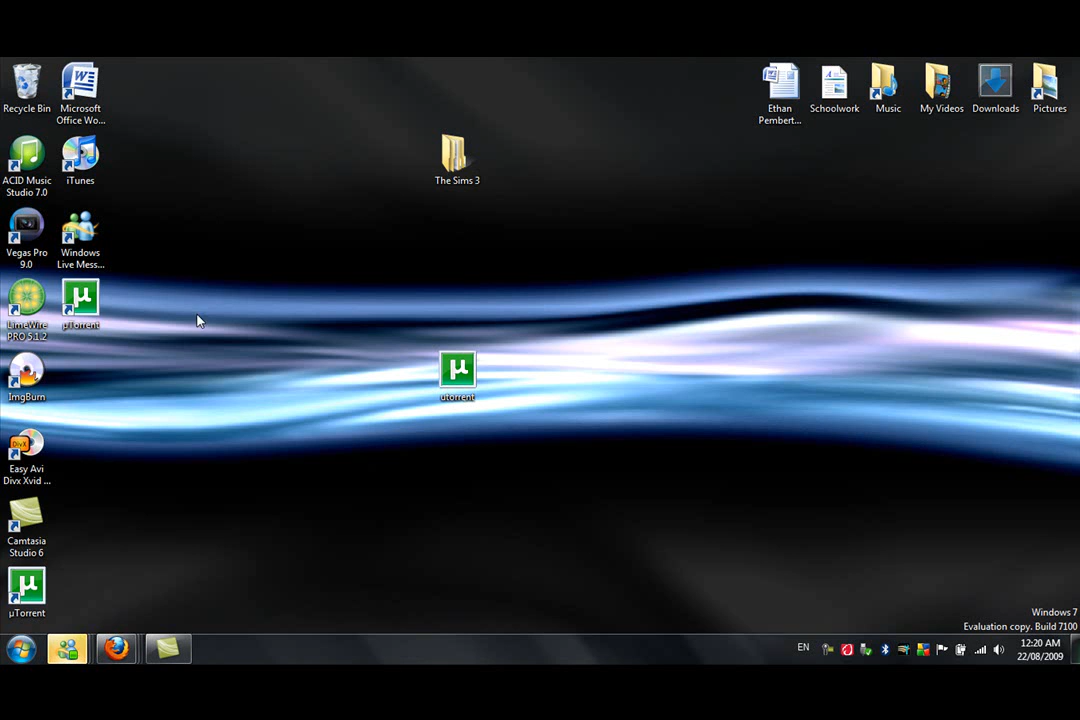 Recycle Bin
Microsoft
Office Wo...
ACID Music
Studio 7.0
iTunes
Vegas Pro
9.0
Windows
Live Mess...
LimeWire
PRO 5.1.2
µTorrent
ImgBurn
DivX
Easy Avi
Divx Xvid ...
Camtasia
Studio 6
µTorrent
The Sims 3
utorrent
Ethan
Pembert...
Schoolwork
Music
My Videos
Downloads
Pictures
Windows 7
Evaluation copy. Build 7100
EN
12:20 AM
22/08/2009